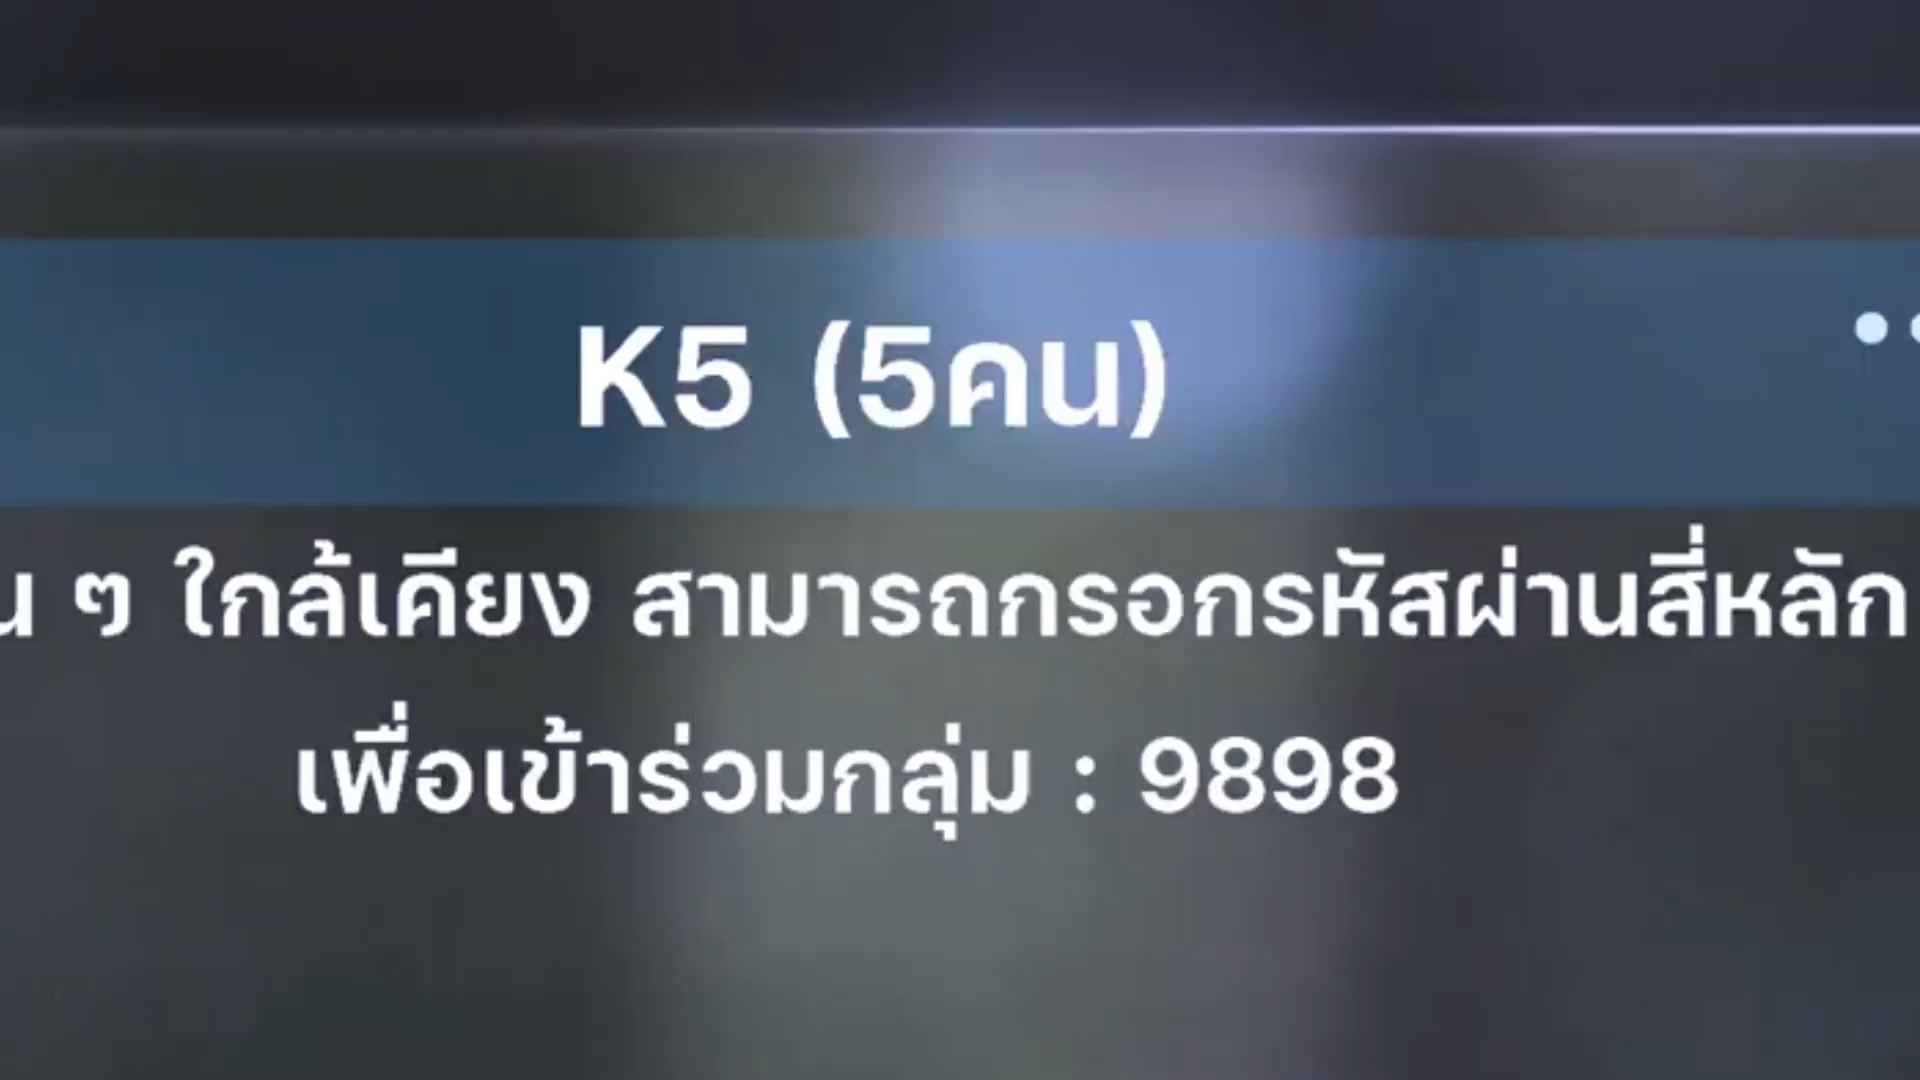 K5 (5คน)
ๆ ใกล้เคียง สามารถกรอกรหัสผ่านสี่หลัก
เพื่อเข้าร่วมกลุ่ม : 9898